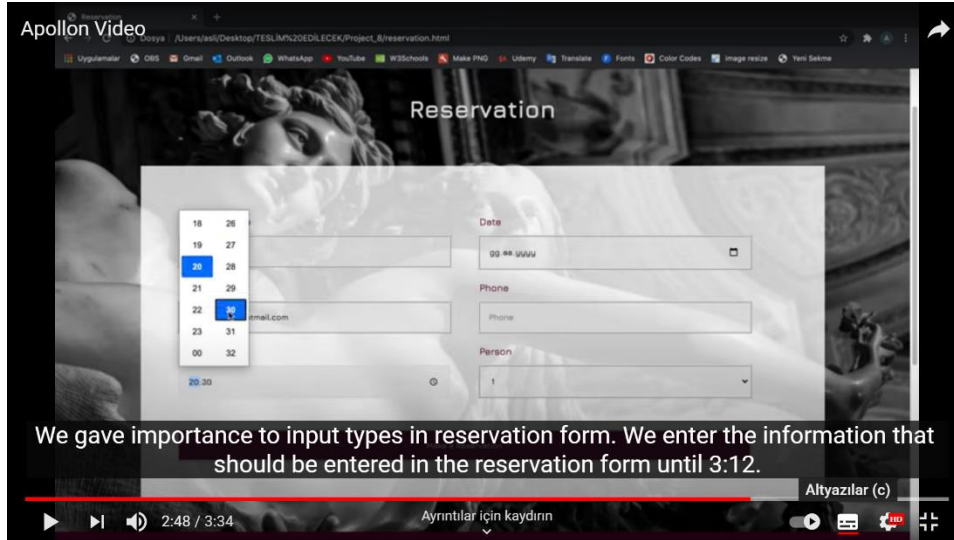 Reservation
Apollon Video
Dosya /Users/asli/Desktop/TESLİM%20EDİLECEK/Project_8/reservation.html
Uygulamalar OBS Gmail Outlook WhatsApp YouTube W3Schools Make PNG Udemy Translate Fonts Color Codes Image resize Yeni Sekme
Reservation
18 26
19 27
20 28
21 29
22 30
23 31
00 32
Date
gg.aa.yyyy
Phone
Phone
Person
20.30
1
We gave importance to input types in reservation form. We enter the information that
should be entered in the reservation form until 3:12.
Altyazılar (c)
2:48 / 3:34
Ayrıntılar için kaydırın
HD